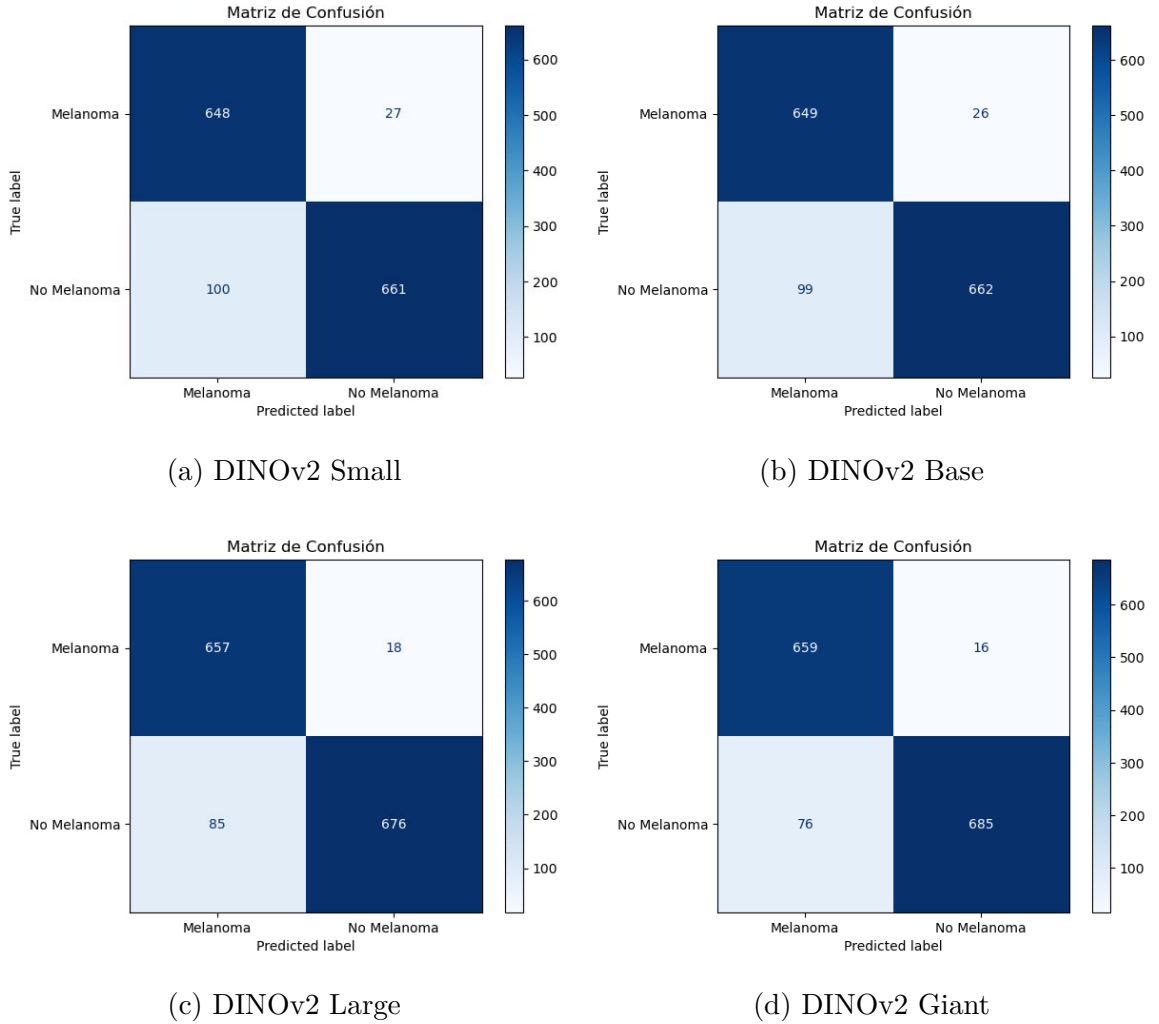 Matriz de Confusión
Melanoma
No Melanoma
True label
648 27
100 661
Melanoma No Melanoma
Predicted label
600
500
400
300
200
100
(a) DINOv2 Small
Matriz de Confusión
Melanoma
No Melanoma
True label
649 26
99 662
Melanoma No Melanoma
Predicted label
600
500
400
300
200
100
(b) DINOv2 Base
Matriz de Confusión
Melanoma
No Melanoma
True label
657 18
85 676
Melanoma No Melanoma
Predicted label
600
500
400
300
200
100
(c) DINOv2 Large
Matriz de Confusión
Melanoma
No Melanoma
True label
659 16
76 685
Melanoma No Melanoma
Predicted label
600
500
400
300
200
100
(d) DINOv2 Giant